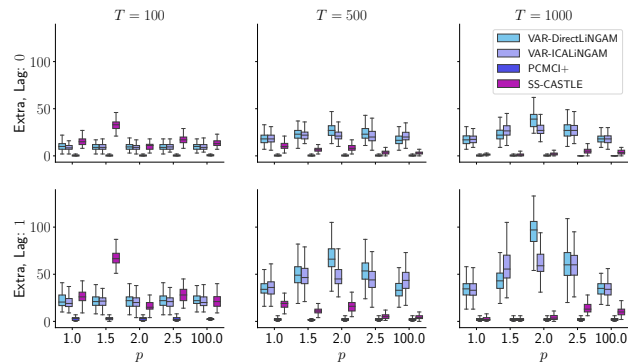 T = 100
T = 500
T = 1000
Extra, Lag: 0
100
50
0
VAR-DirectLiNGAM
VAR-ICALiNGAM
PCMCI+
SS-CASTLE
Extra, Lag: 1
100
50
0
1.0 1.5 2.0 2.5 100.0
1.0 1.5 2.0 2.5 100.0
1.0 1.5 2.0 2.5 100.0
p
p
p